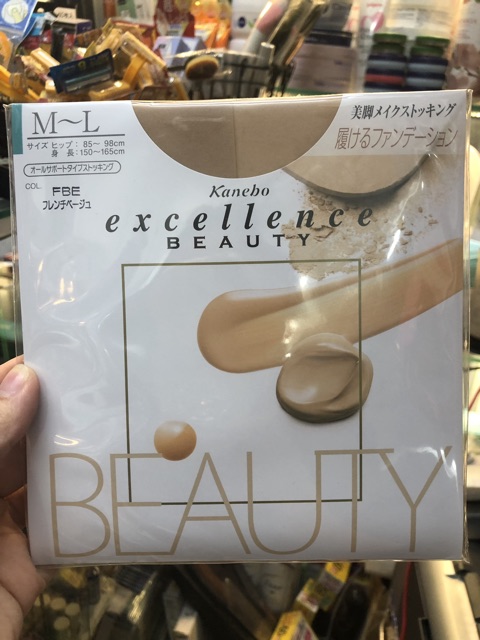 M～L
サイズ ヒップ：85～ 98cm
身 長：150～165cm
オールサポートタイプストッキング
COL. FBE
フレンチベージュ
美脚メイクストッキング
履けるファンデーション
Kanebo
excellence
BEAUTY
BEAUTY